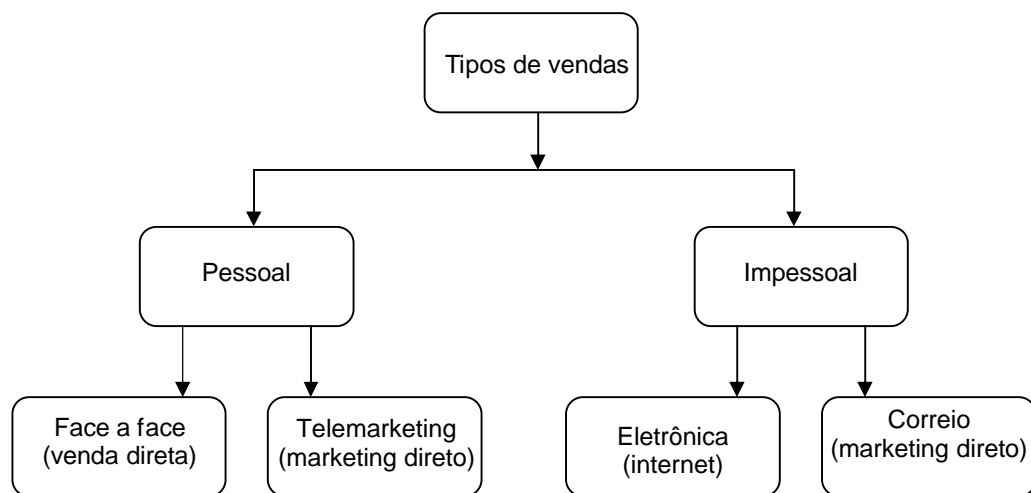 Tipos de vendas
Pessoal
Impessoal
Face a face
(venda direta)
Telemarketing
(marketing direto)
Eletrônica
(internet)
Correio
(marketing direto)